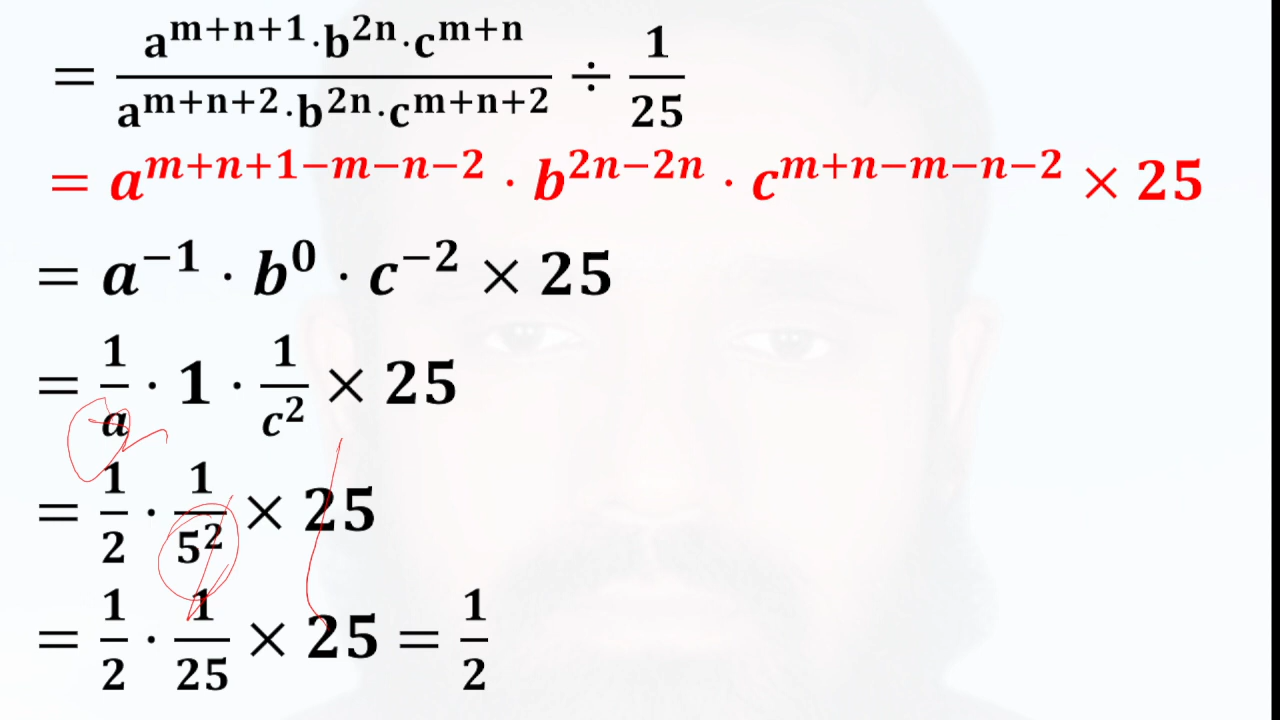 = a^{m+n+1}·b^{2n}·c^{m+n} / a^{m+n+2}·b^{2n}·c^{m+n+2} ÷ 1/25
= a^{m+n+1−m−n−2} · b^{2n−2n} · c^{m+n−m−n−2} × 25
= a^{−1} · b^{0} · c^{−2} × 25
= 1/a · 1 · 1/c^{2} × 25
= 1/2 · 1/5^{2} × 25
= 1/2 · 1/25 × 25 = 1/2